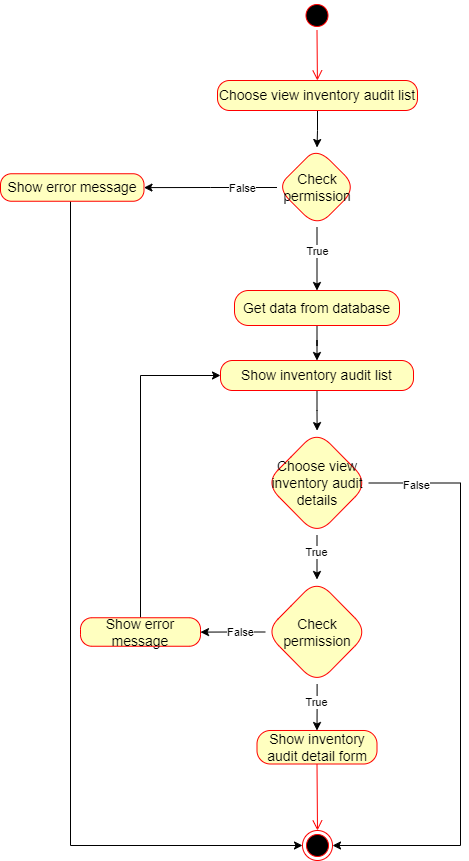 Choose view inventory audit list
Check
permission
False
Show error message
True
Get data from database
Show inventory audit list
Choose view
inventory audit
details
False
True
Check
permission
False
Show error
message
True
Show inventory
audit detail form